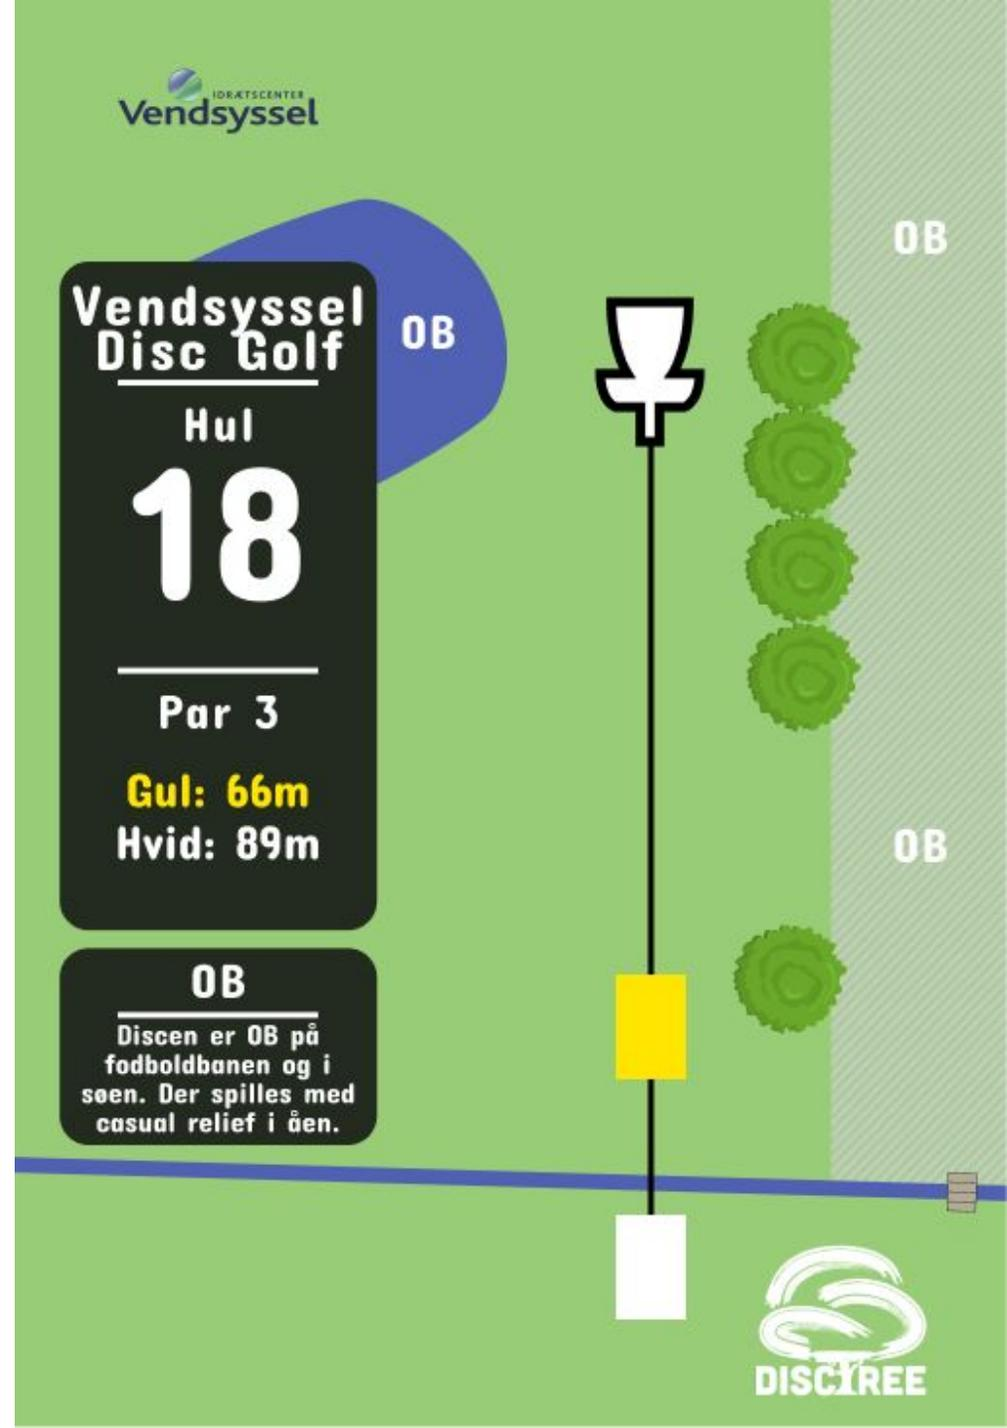 IDRÆTSCENTER
Vendsyssel
OB
Vendsyssel
Disc Golf
OB
Hul
18
Par 3
Gul: 66m
Hvid: 89m
OB
OB
Discen er OB på
fodboldbanen og i
søen. Der spilles med
casual relief i åen.
DISCTREE